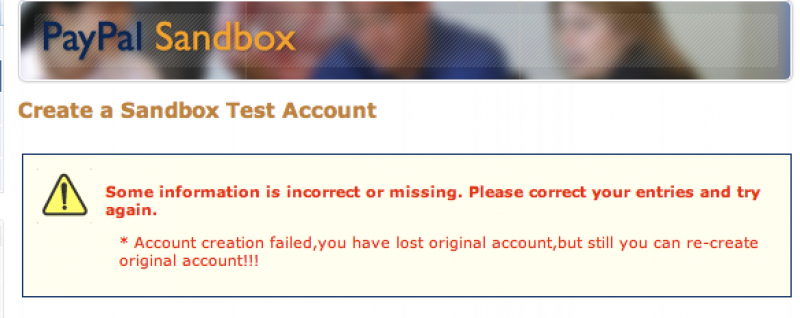 PayPal Sandbox
Create a Sandbox Test Account
Some information is incorrect or missing. Please correct your entries and try
again.
* Account creation failed,you have lost original account,but still you can re-create
original account!!!